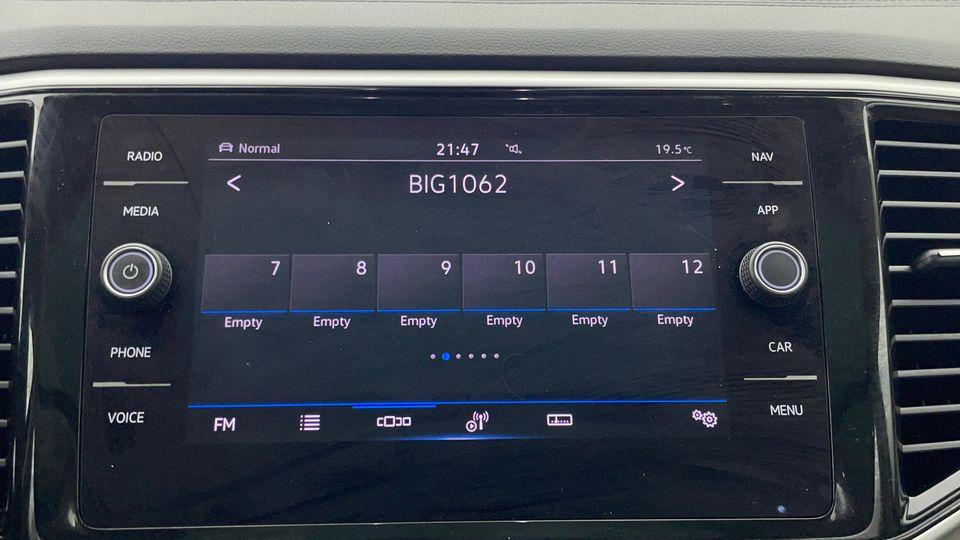 Normal 21:47 19.5°C
RADIO
NAV
< BIG1062 >
MEDIA
APP
7 8 9 10 11 12
Empty Empty Empty Empty Empty Empty
PHONE
CAR
VOICE
MENU
FM